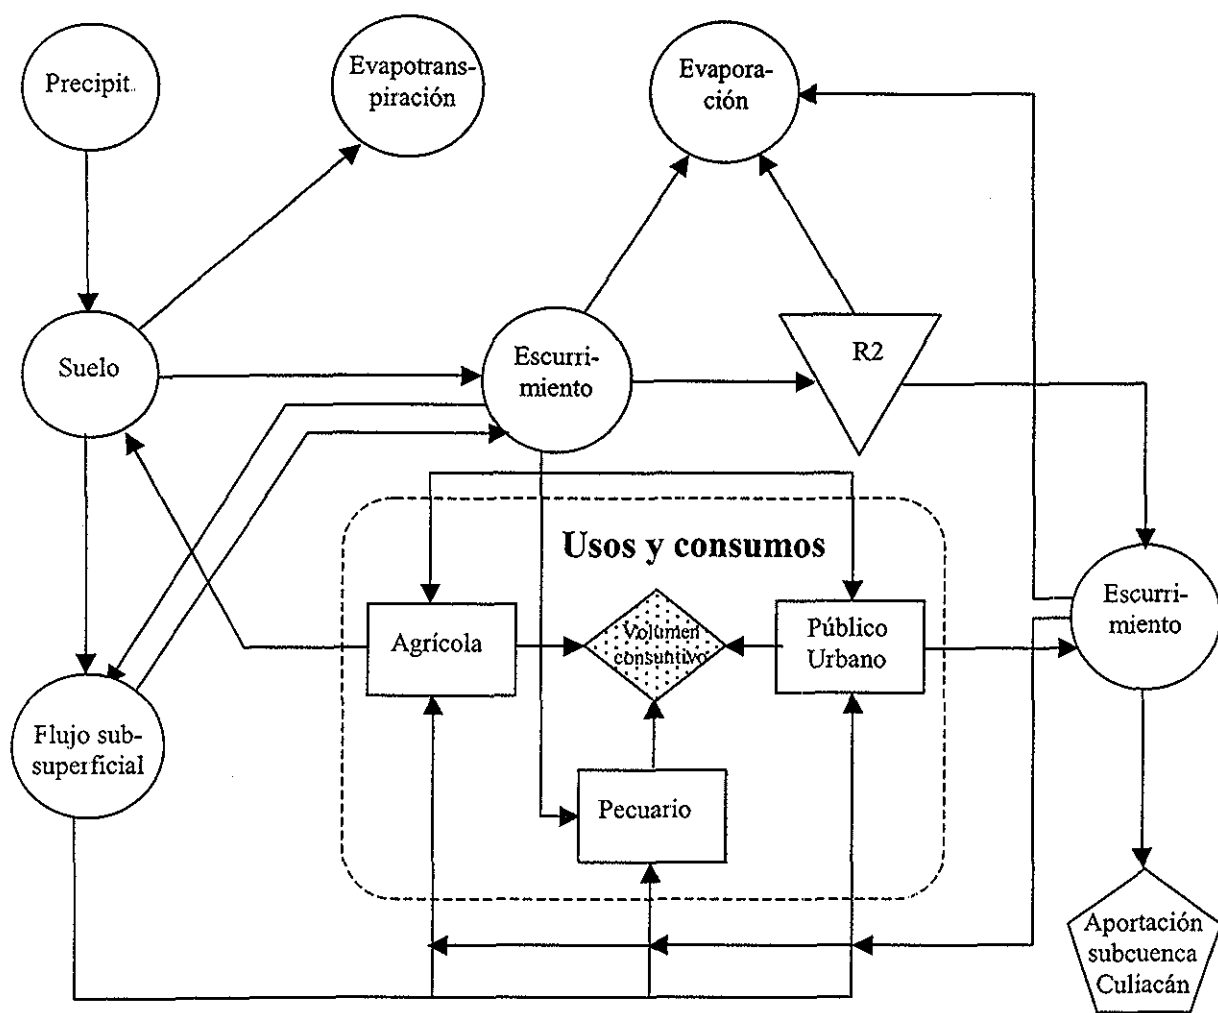 Precipit.
Evapotrans-
piración
Evapora-
ción
Suelo
Escurri-
miento
R2
Usos y consumos
Agrícola
Volumen
consuntivo
Público
Urbano
Escurri-
miento
Flujo sub-
superficial
Pecuario
Aportación
subcuenca
Culiacán